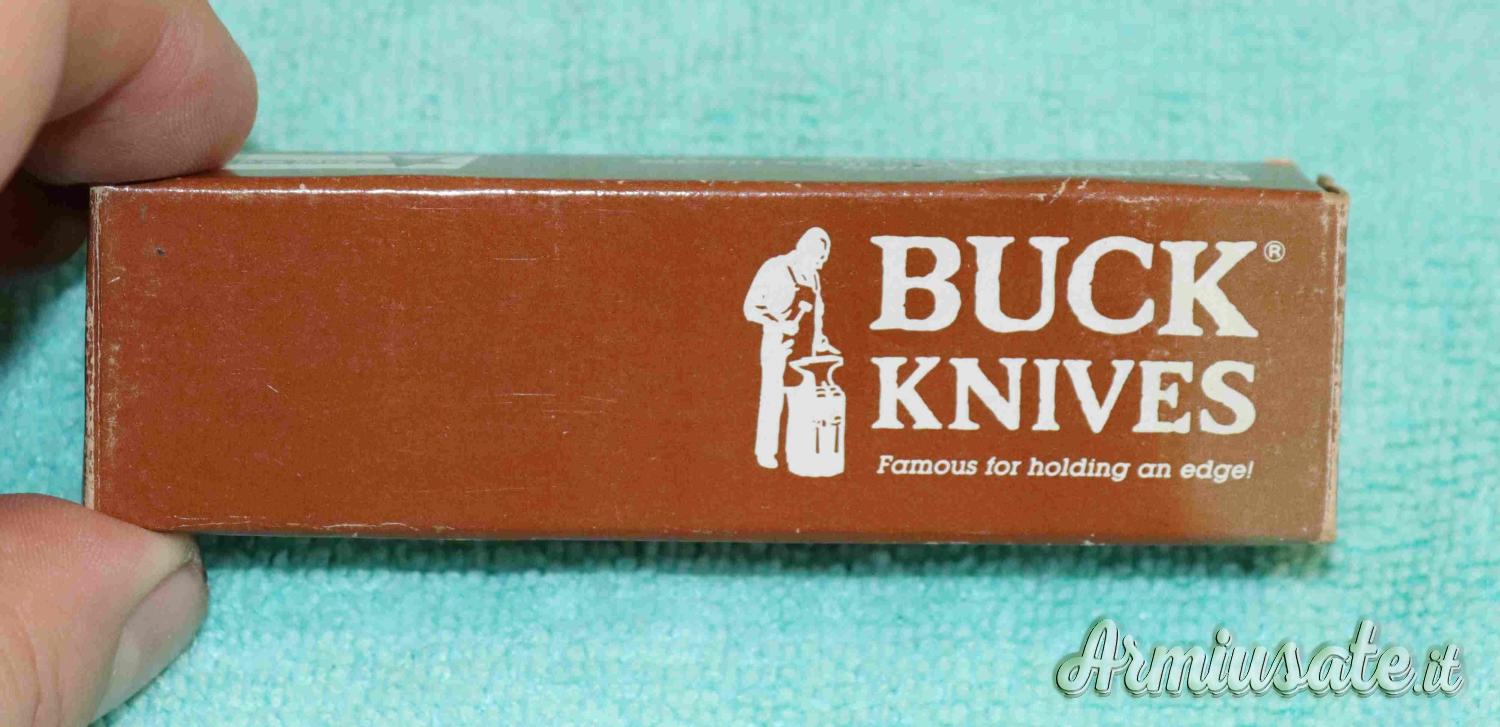 BUCK®
KNIVES
Famous for holding an edge!
Armiusate.it